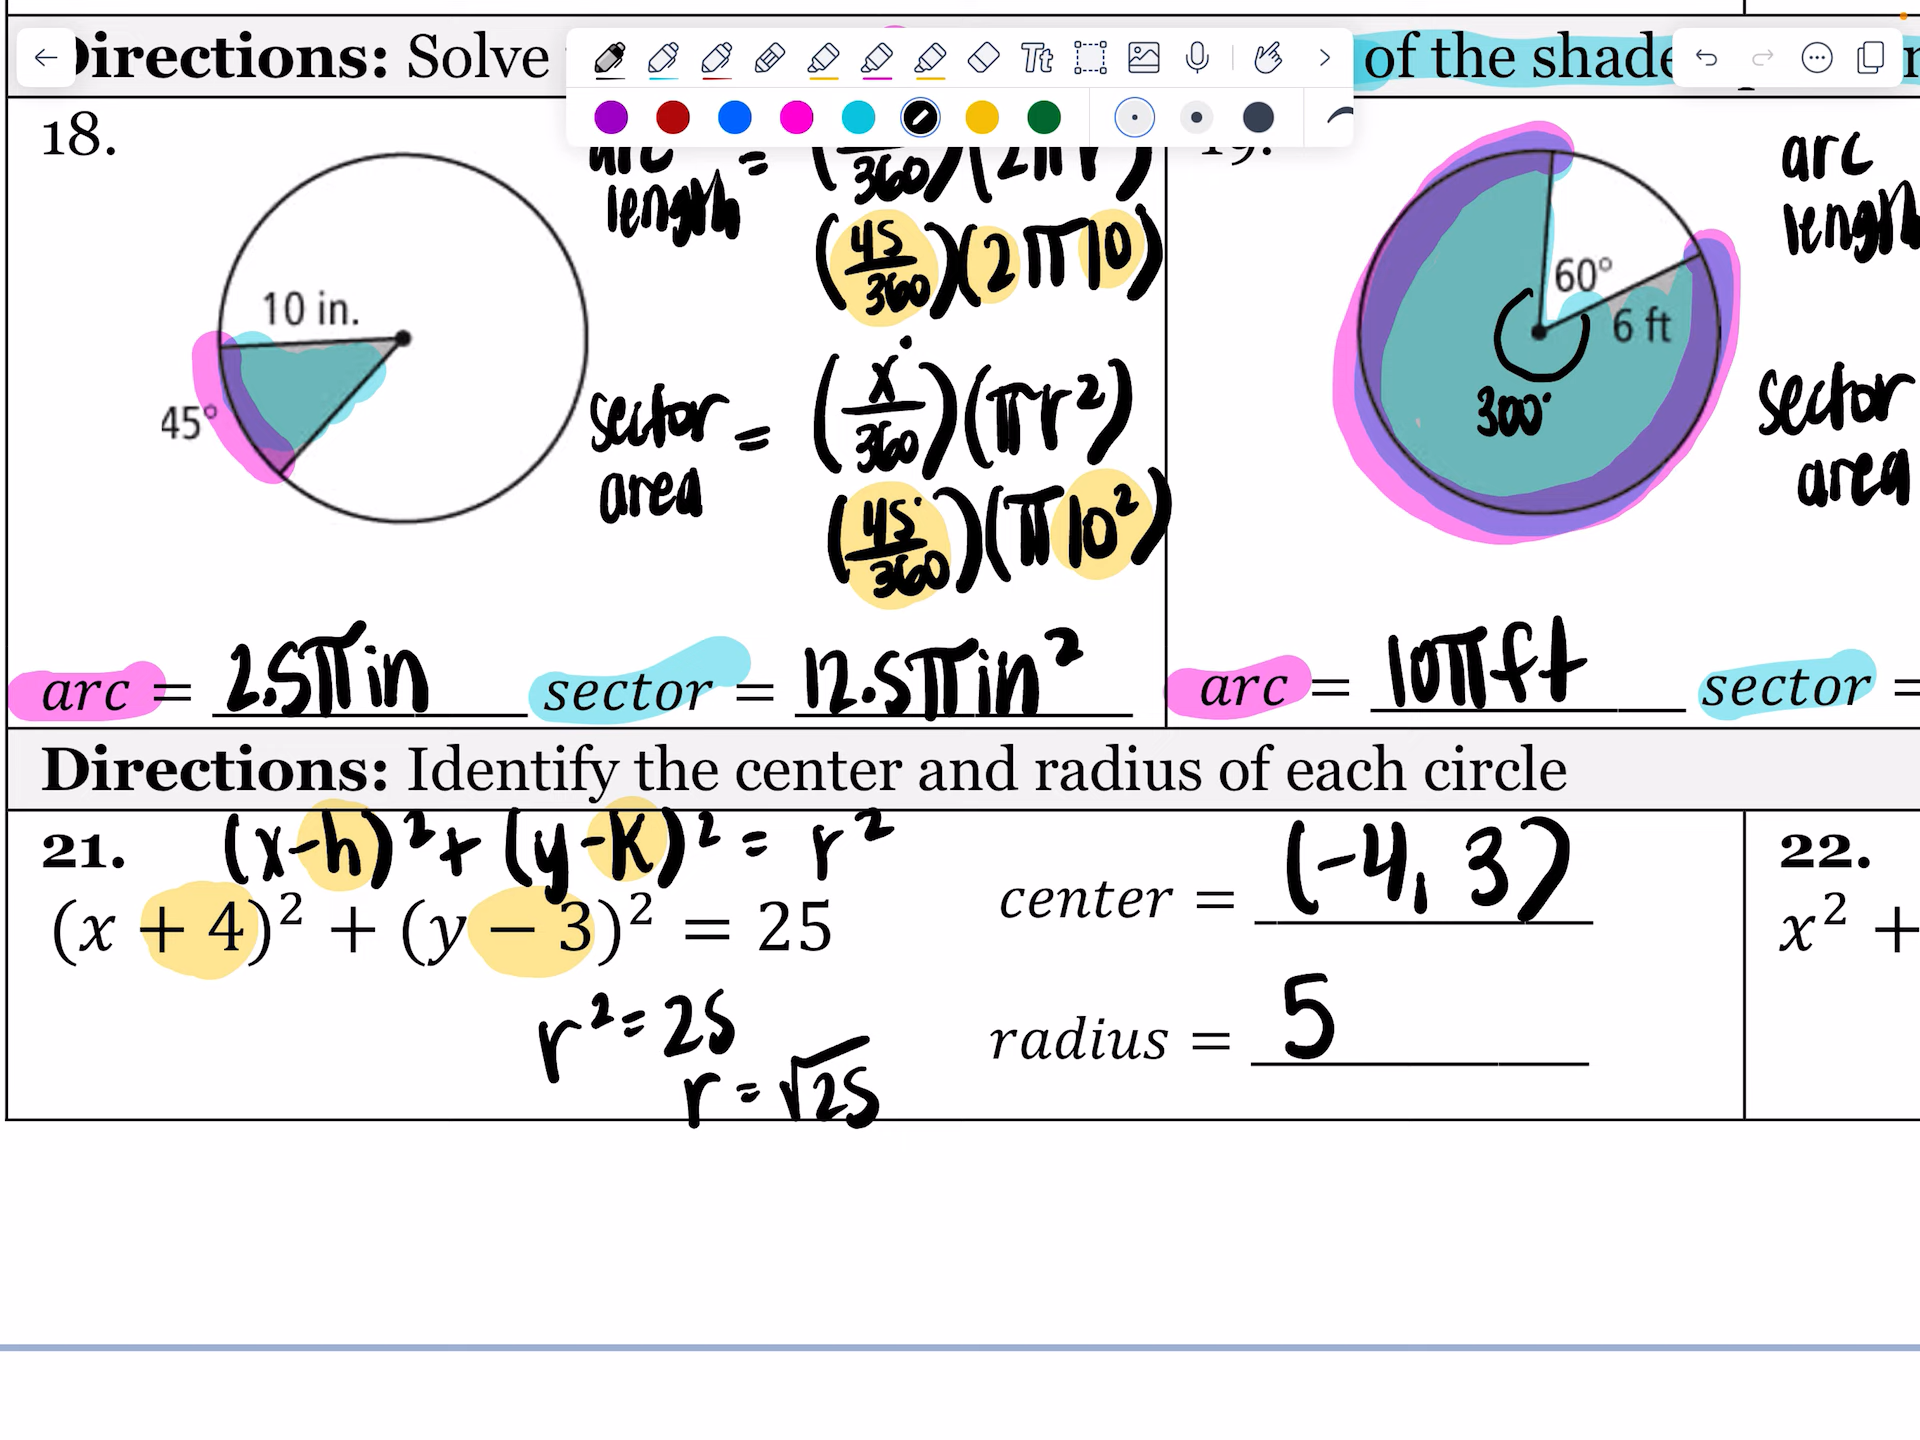 Directions: Solve
of the shade
18.
10 in.
45°
arc
length =
360)(2πr)
(45/360)(2π10)
sector
area = (x°/360)(πr²)
(45°/360)(π10²)
arc = 2.5π in sector = 12.5π in²
19.
60°
6 ft
300°
arc
length
sector
area
arc = 10π ft sector =
Directions: Identify the center and radius of each circle
21. (x-h)² + (y-k)² = r²
(x + 4)² + (y − 3)² = 25
r² = 25
r = √25
center = (-4, 3)
radius = 5
22.
x² +
Tt